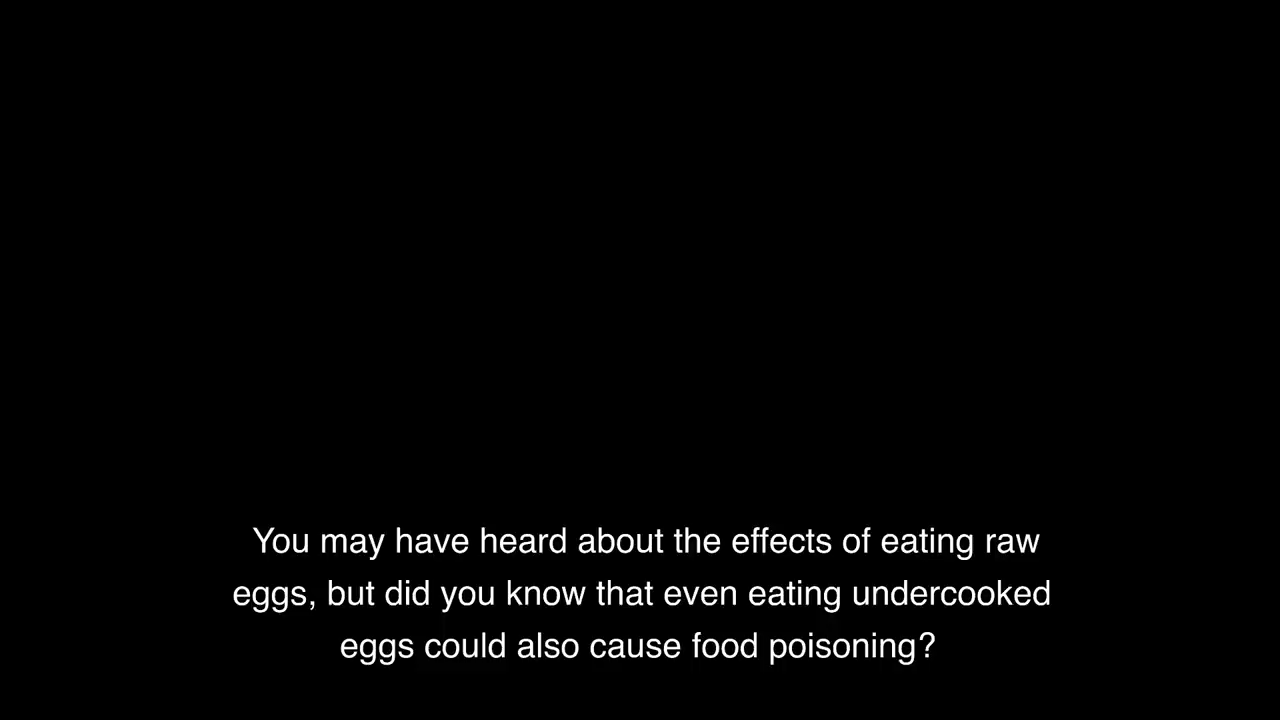 You may have heard about the effects of eating raw
eggs, but did you know that even eating undercooked
eggs could also cause food poisoning?